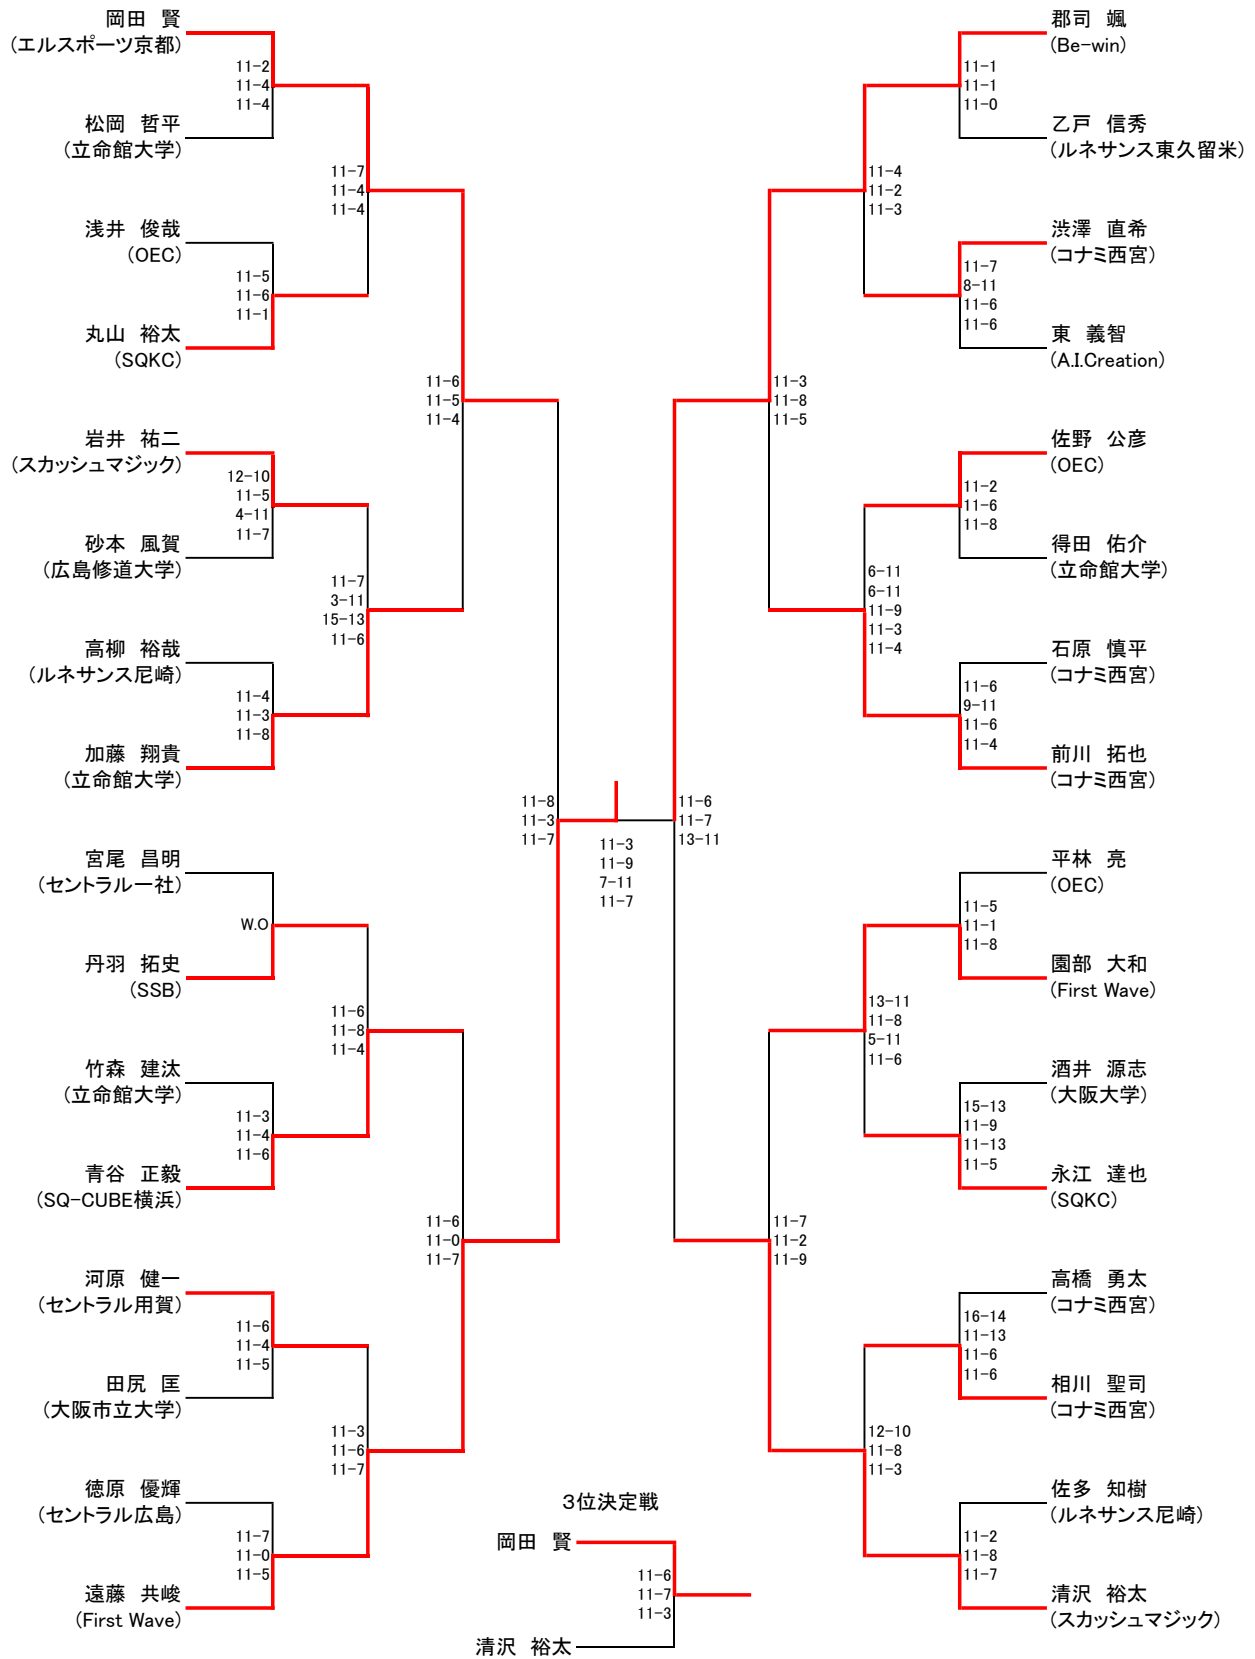 岡田 賢
(エルスポーツ京都)
11-2
11-4
11-4
松岡 哲平
(立命館大学)
11-7
11-4
11-4
浅井 俊哉
(OEC)
11-5
11-6
11-1
丸山 裕太
(SQKC)
11-6
11-5
11-4
岩井 祐二
(スカッシュマジック)
12-10
11-5
4-11
11-7
砂本 風賀
(広島修道大学)
11-7
3-11
15-13
11-6
高柳 裕哉
(ルネサンス尼崎)
11-4
11-3
11-8
加藤 翔貴
(立命館大学)
11-8
11-3
11-7
宮尾 昌明
(セントラル一社)
W.O
丹羽 拓史
(SSB)
11-6
11-8
11-4
竹森 建汰
(立命館大学)
11-3
11-4
11-6
青谷 正毅
(SQ-CUBE横浜)
11-6
11-0
11-7
河原 健一
(セントラル用賀)
11-6
11-4
11-5
田尻 匡
(大阪市立大学)
11-3
11-6
11-7
徳原 優輝
(セントラル広島)
11-7
11-0
11-5
遠藤 共峻
(First Wave)
11-3
11-9
7-11
11-7
郡司 颯
(Be-win)
11-1
11-1
11-0
乙戸 信秀
(ルネサンス東久留米)
11-4
11-2
11-3
渋澤 直希
(コナミ西宮)
11-7
8-11
11-6
11-6
東 義智
(A.I.Creation)
11-3
11-8
11-5
佐野 公彦
(OEC)
11-2
11-6
11-8
得田 佑介
(立命館大学)
6-11
6-11
11-9
11-3
11-4
石原 慎平
(コナミ西宮)
11-6
9-11
11-6
11-4
前川 拓也
(コナミ西宮)
11-6
11-7
13-11
平林 亮
(OEC)
11-5
11-1
11-8
園部 大和
(First Wave)
13-11
11-8
5-11
11-6
酒井 源志
(大阪大学)
15-13
11-9
11-13
11-5
永江 達也
(SQKC)
11-7
11-2
11-9
高橋 勇太
(コナミ西宮)
16-14
11-13
11-6
11-6
相川 聖司
(コナミ西宮)
12-10
11-8
11-3
佐多 知樹
(ルネサンス尼崎)
11-2
11-8
11-7
清沢 裕太
(スカッシュマジック)
3位決定戦
岡田 賢
11-6
11-7
11-3
清沢 裕太